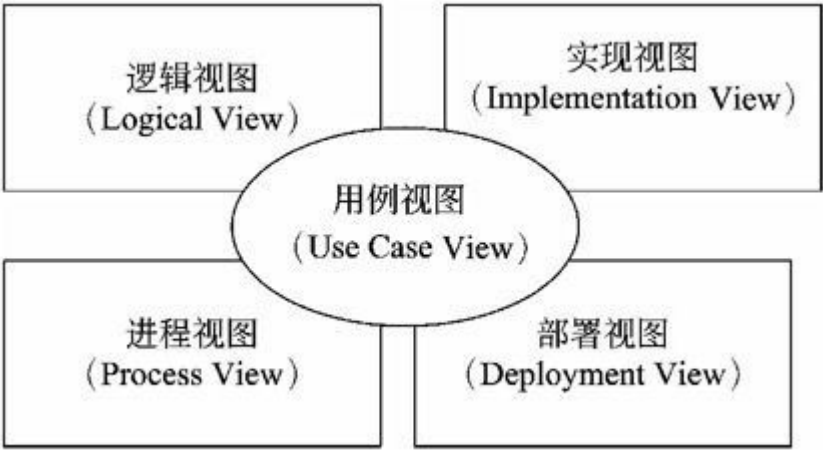 逻辑视图
(Logical View)
实现视图
(Implementation View)
用例视图
(Use Case View)
进程视图
(Process View)
部署视图
(Deployment View)